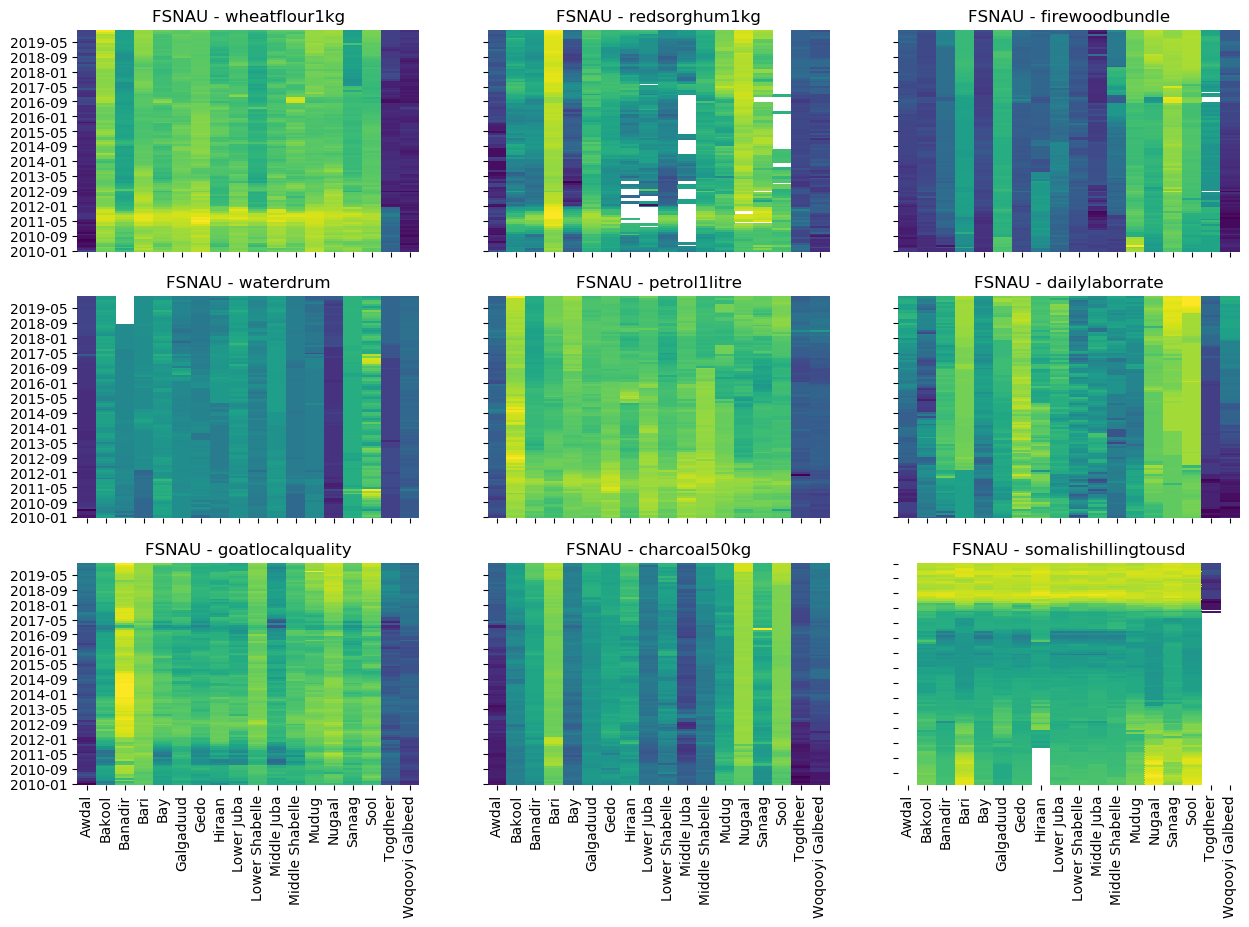 FSNAU - wheatflour1kg
FSNAU - redsorghum1kg
FSNAU - firewoodbundle
2019-05
2018-09
2018-01
2017-05
2016-09
2016-01
2015-05
2014-09
2014-01
2013-05
2012-09
2012-01
2011-05
2010-09
2010-01
FSNAU - waterdrum
FSNAU - petrol1litre
FSNAU - dailylaborrate
2019-05
2018-09
2018-01
2017-05
2016-09
2016-01
2015-05
2014-09
2014-01
2013-05
2012-09
2012-01
2011-05
2010-09
2010-01
FSNAU - goatlocalquality
FSNAU - charcoal50kg
FSNAU - somalishillingtousd
2019-05
2018-09
2018-01
2017-05
2016-09
2016-01
2015-05
2014-09
2014-01
2013-05
2012-09
2012-01
2011-05
2010-09
2010-01
Awdal
Bakool
Banadir
Bari
Bay
Galgaduud
Gedo
Hiraan
Lower Juba
Lower Shabelle
Middle Juba
Middle Shabelle
Mudug
Nugaal
Sanaag
Sool
Togdheer
Woqooyi Galbeed
Awdal
Bakool
Banadir
Bari
Bay
Galgaduud
Gedo
Hiraan
Lower Juba
Lower Shabelle
Middle Juba
Middle Shabelle
Mudug
Nugaal
Sanaag
Sool
Togdheer
Woqooyi Galbeed
Awdal
Bakool
Banadir
Bari
Bay
Galgaduud
Gedo
Hiraan
Lower Juba
Lower Shabelle
Middle Juba
Middle Shabelle
Mudug
Nugaal
Sanaag
Sool
Togdheer
Woqooyi Galbeed